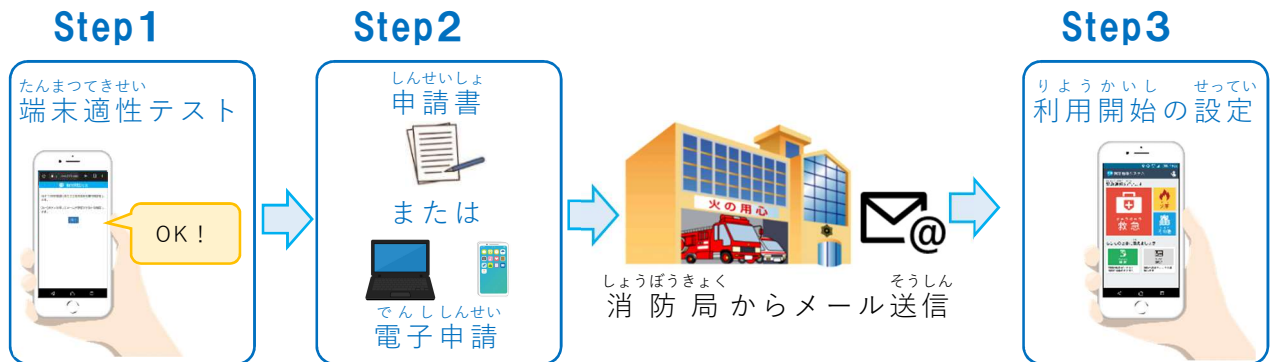 Step1
たんまつてきせい
端末適性テスト
OK！
Step2
しんせいしょ
申請書
または
でんししんせい
電子申請
火の用心
しょうぼうきょく そうしん
消防局からメール送信
@
Step3
りようかいし せってい
利用開始の設定
救急